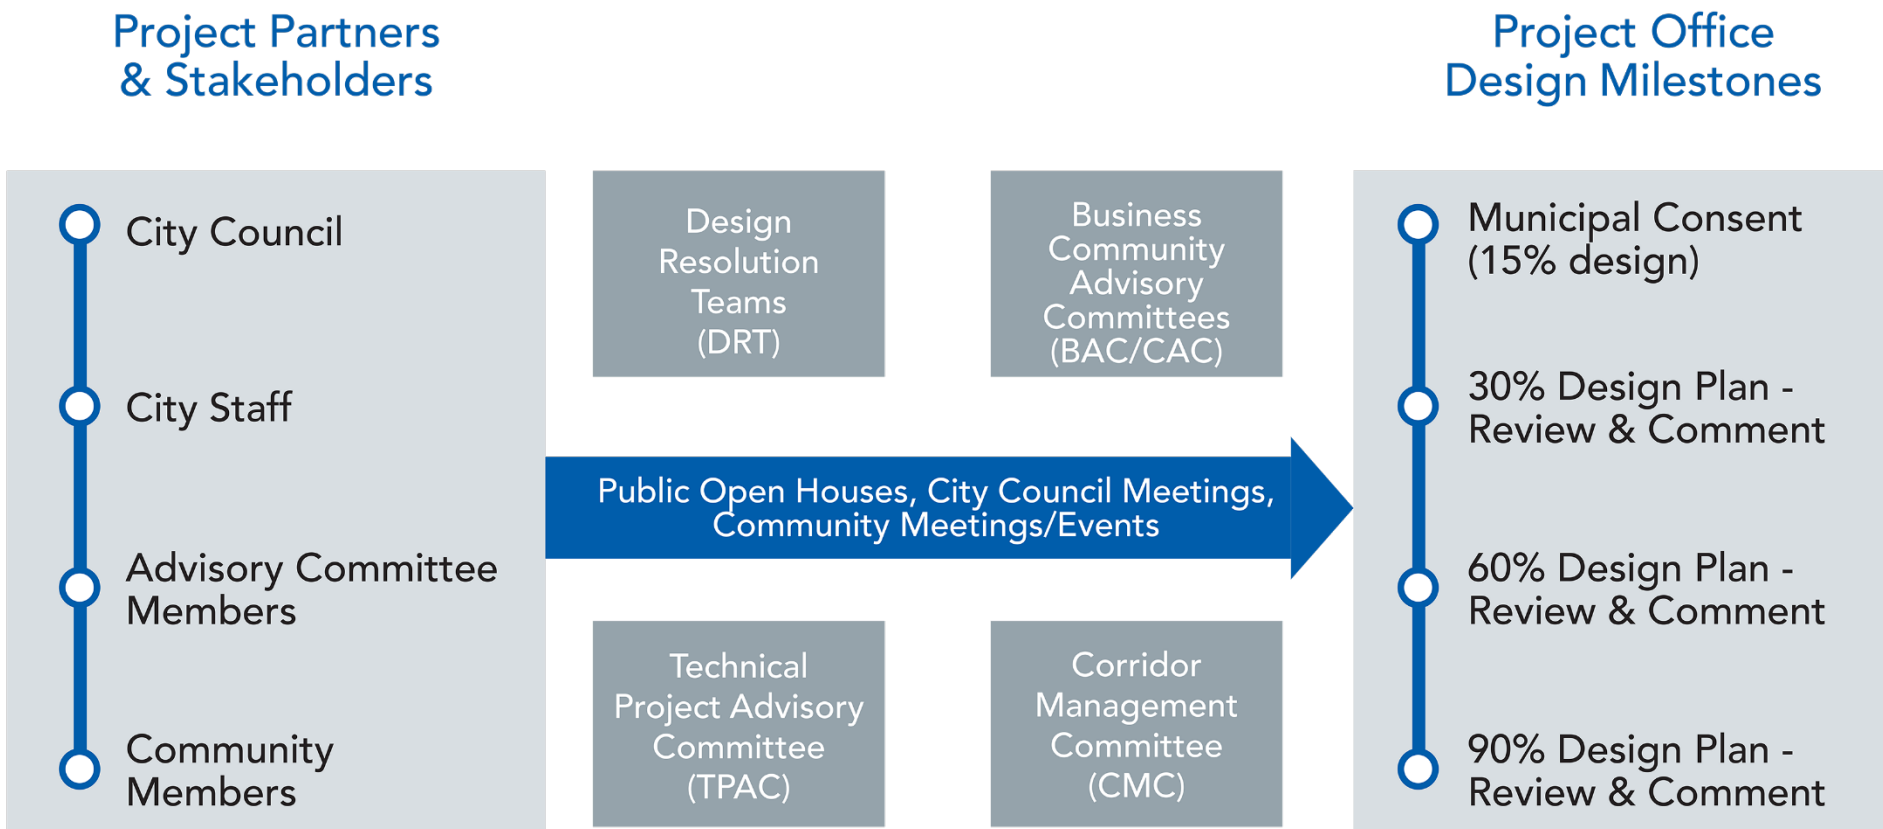 Project Partners
& Stakeholders
Project Office
Design Milestones
City Council
City Staff
Advisory Committee
Members
Community
Members
Design
Resolution
Teams
(DRT)
Business
Community
Advisory
Committees
(BAC/CAC)
Public Open Houses, City Council Meetings,
Community Meetings/Events
Technical
Project Advisory
Committee
(TPAC)
Corridor
Management
Committee
(CMC)
Municipal Consent
(15% design)
30% Design Plan -
Review & Comment
60% Design Plan -
Review & Comment
90% Design Plan -
Review & Comment